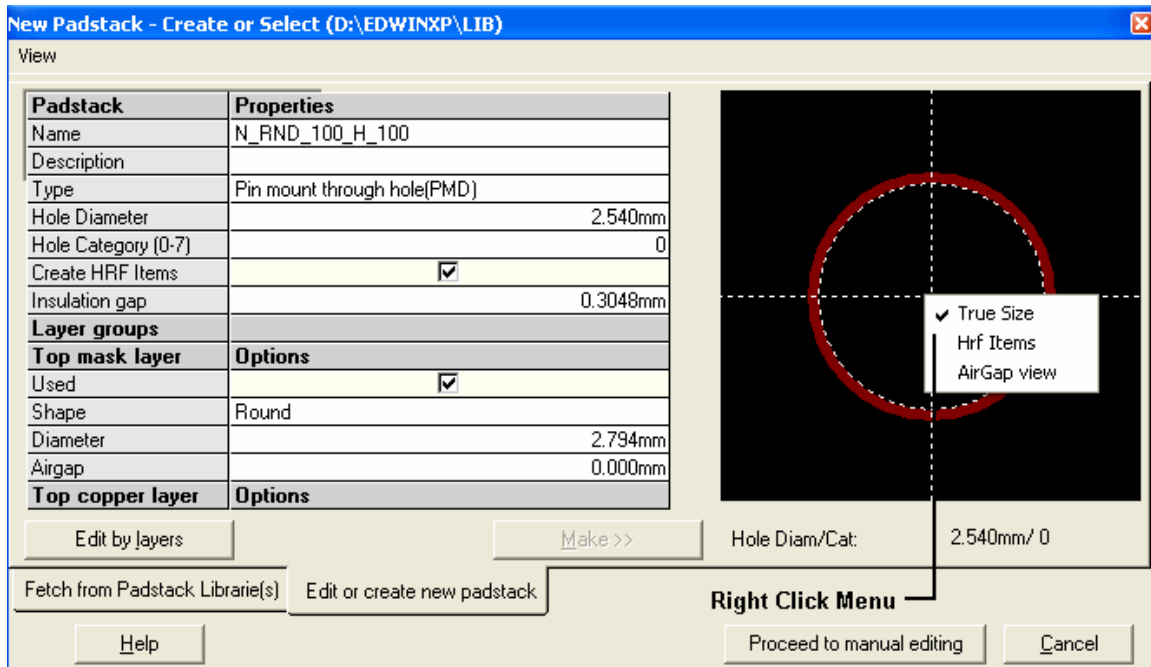 New Padstack - Create or Select (D:\EDWINXP\LIB)
View
Padstack Properties
Name N_RND_100_H_100
Description
Type Pin mount through hole(PMD)
Hole Diameter 2.540mm
Hole Category (0-7) 0
Create HRF Items
Insulation gap 0.3048mm
Layer groups
Top mask layer Options
Used
Shape Round
Diameter 2.794mm
Airgap 0.000mm
Top copper layer Options
True Size
Hrf Items
AirGap view
Edit by layers Make >> Hole Diam/Cat: 2.540mm/ 0
Fetch from Padstack Librarie(s) Edit or create new padstack
Right Click Menu
Help Proceed to manual editing Cancel